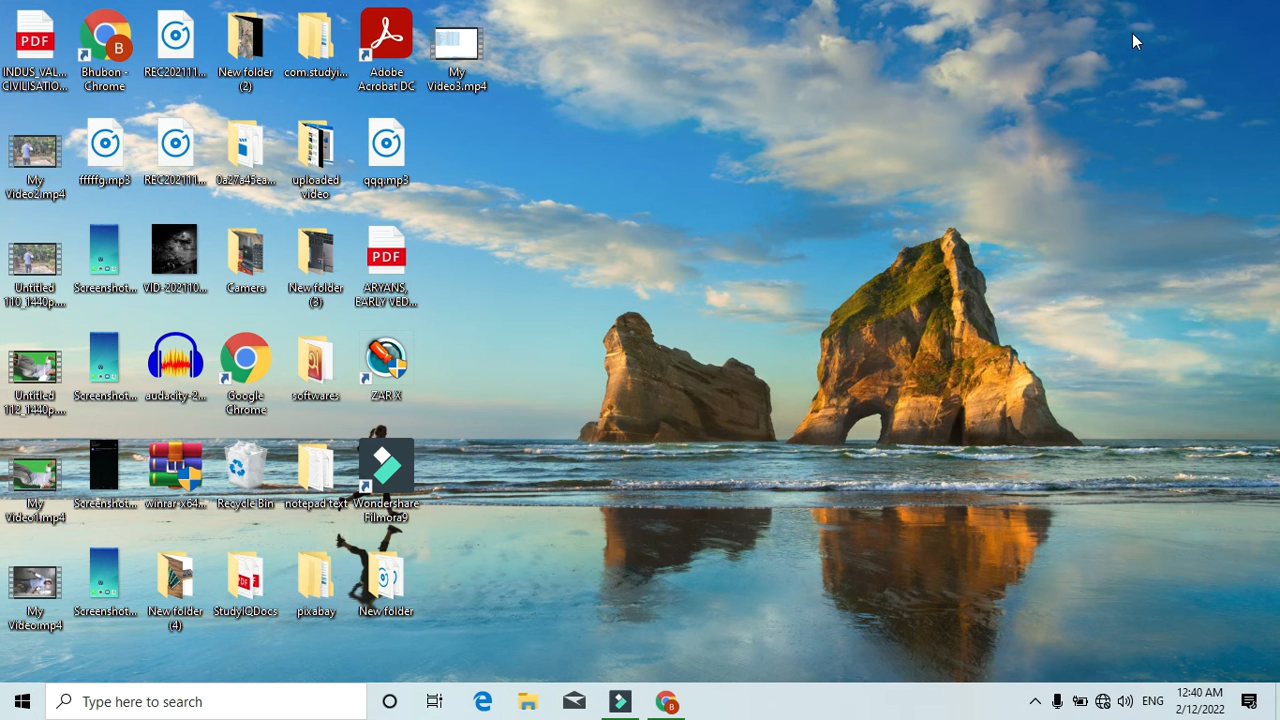 INDUS_VAL...
CIVILISATIO...
Bhubon -
Chrome
REC202111...
New folder
(2)
com.studyi...
Adobe
Acrobat DC
My
Video3.mp4
My
Video2.mp4
fffffg.mp3
REC202111...
0a27a45ea...
uploaded
video
qqq.mp3
Untitled
110_1440p....
Screenshot...
VID-202110...
Camera
New folder
(3)
ARYANS,
EARLY VED...
Untitled
112_1440p....
Screenshot...
audacity-2...
Google
Chrome
softwares
ZAR X
My
Video1.mp4
Screenshot...
winrar-x64...
Recycle Bin
notepad text
Wondershare
Filmora9
My
Video.mp4
Screenshot...
New folder
(4)
StudyIQDocs
pixabay
New folder
PDF
B
PDF
Type here to search
B
ENG
12:40 AM
2/12/2022